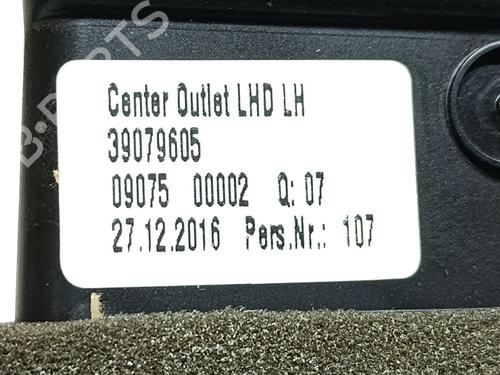 B-PARTS
Center Outlet LHD LH
39079605
09075 00002 Q: 07
27.12.2016 Pers.Nr.: 107